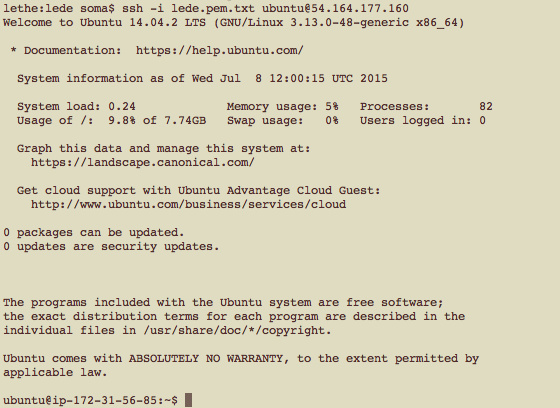 lethe:lede soma$ ssh -i lede.pem.txt ubuntu@54.164.177.160
Welcome to Ubuntu 14.04.2 LTS (GNU/Linux 3.13.0-48-generic x86_64)
* Documentation:  https://help.ubuntu.com/
System information as of Wed Jul  8 12:00:15 UTC 2015
System load: 0.24              Memory usage: 5%   Processes:       82
Usage of /:  9.8% of 7.74GB   Swap usage:   0%   Users logged in: 0
Graph this data and manage this system at:
https://landscape.canonical.com/
Get cloud support with Ubuntu Advantage Cloud Guest:
http://www.ubuntu.com/business/services/cloud
0 packages can be updated.
0 updates are security updates.
The programs included with the Ubuntu system are free software;
the exact distribution terms for each program are described in the
individual files in /usr/share/doc/*/copyright.
Ubuntu comes with ABSOLUTELY NO WARRANTY, to the extent permitted by
applicable law.
ubuntu@ip-172-31-56-85:~$